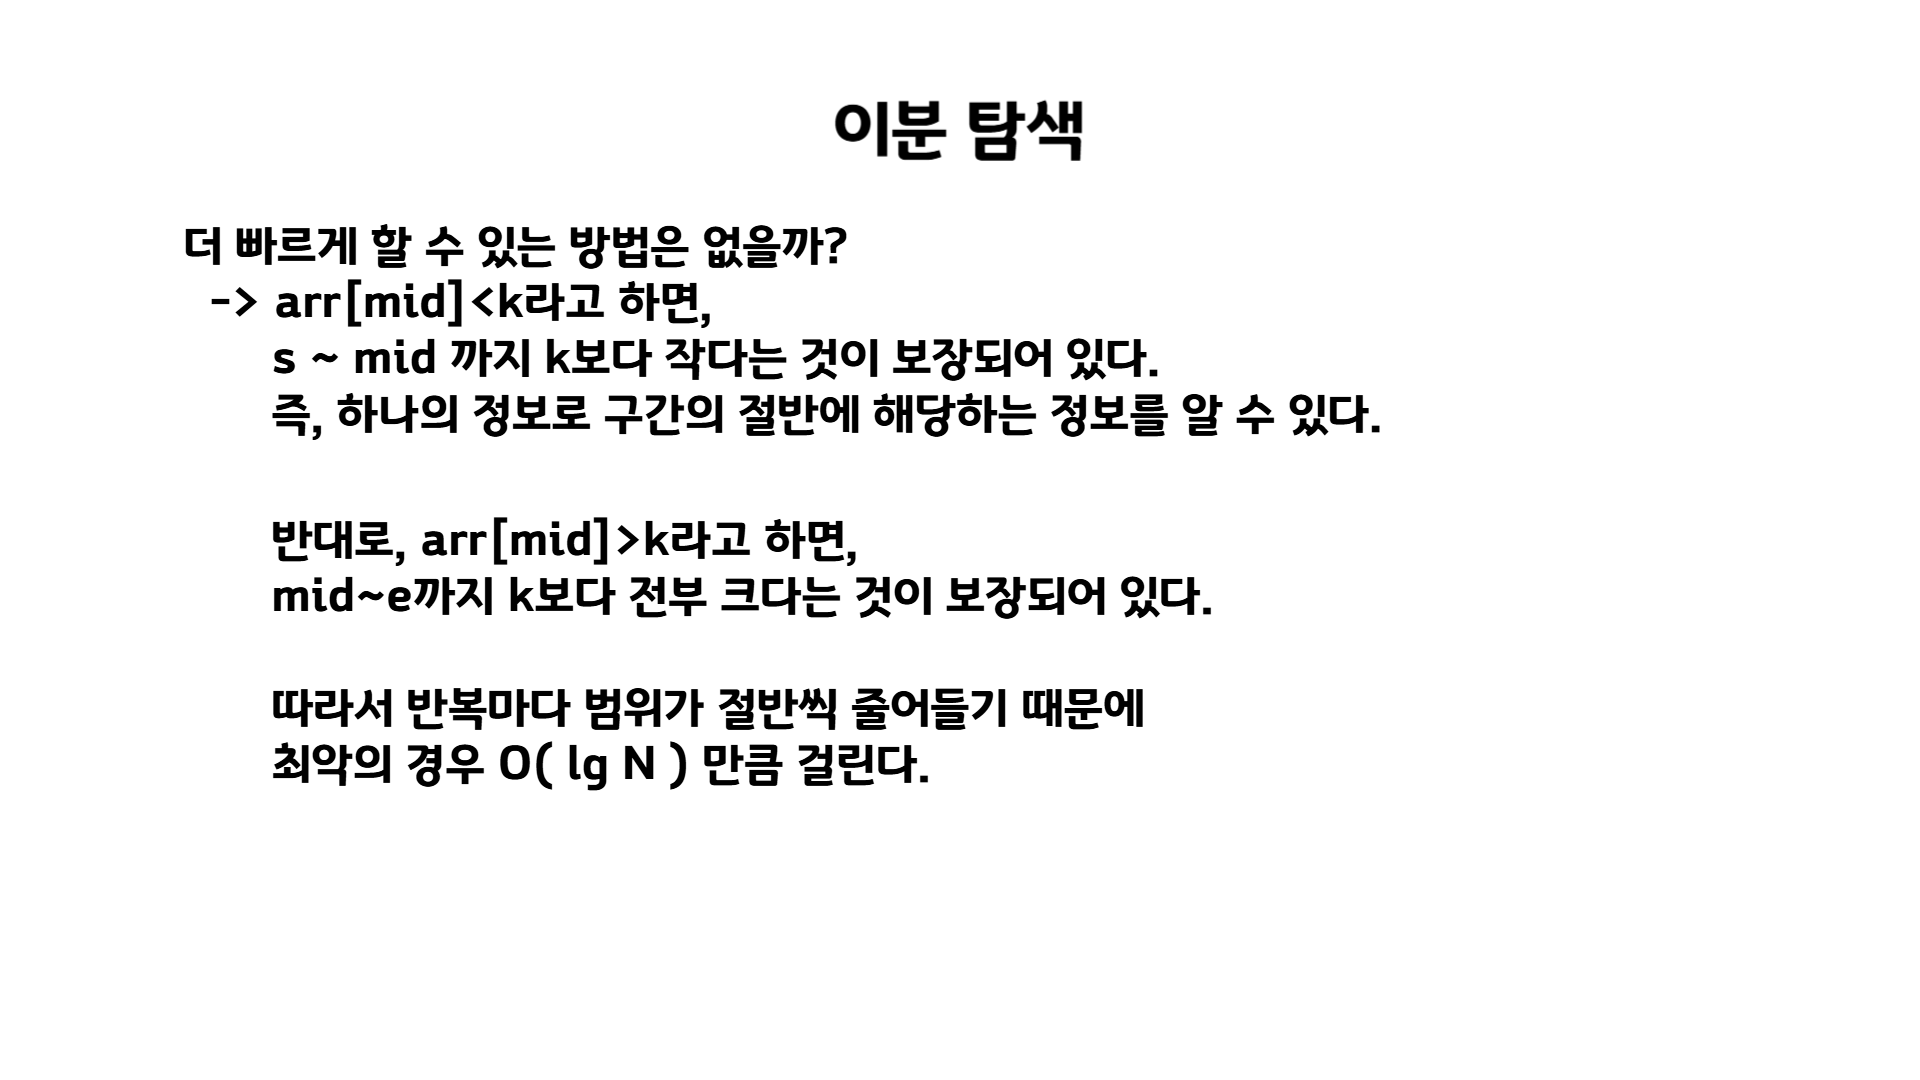 이분 탐색
더 빠르게 할 수 있는 방법은 없을까?
-> arr[mid]<k라고 하면,
s ~ mid 까지 k보다 작다는 것이 보장되어 있다.
즉, 하나의 정보로 구간의 절반에 해당하는 정보를 알 수 있다.
반대로, arr[mid]>k라고 하면,
mid~e까지 k보다 전부 크다는 것이 보장되어 있다.
따라서 반복마다 범위가 절반씩 줄어들기 때문에
최악의 경우 O( lg N ) 만큼 걸린다.